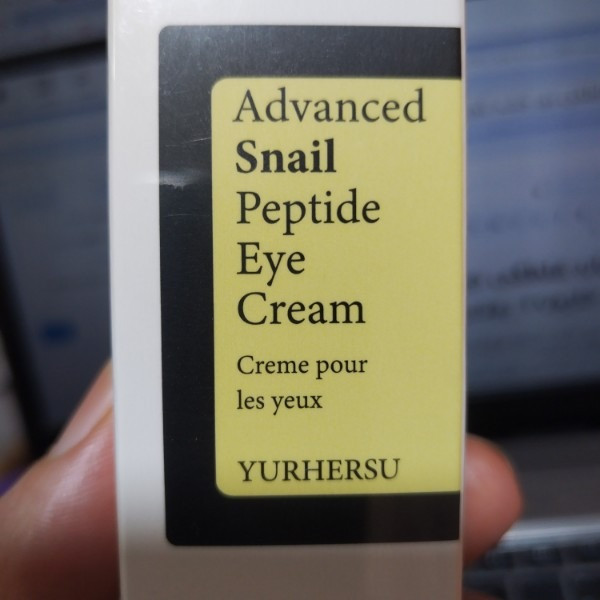 Advanced
Snail
Peptide
Eye
Cream
Creme pour
les yeux
YURHERSU